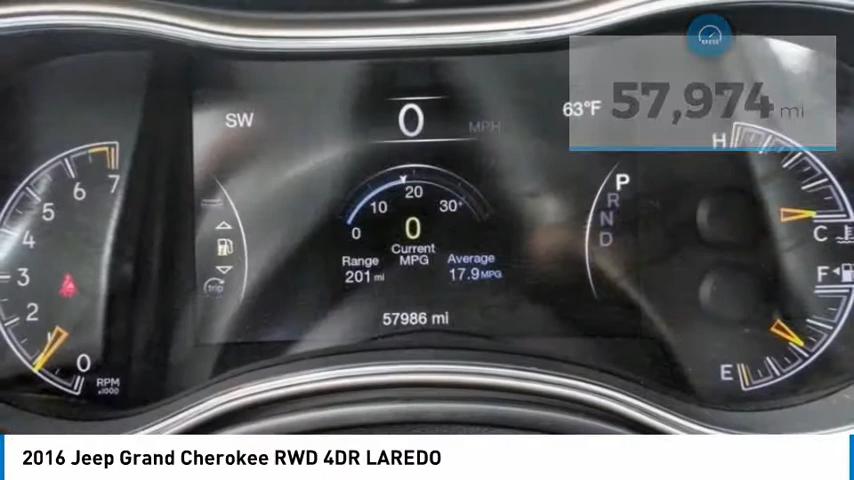 57,974 mi
SW
0
MPH
63°F
H
7
6
5
4
3
2
0
RPM
x1000
10
20
30+
0
0
Current
MPG
Range
201 mi
Average
17.9 MPG
trip
57986 mi
P
R
N
D
C
F
E
2016 Jeep Grand Cherokee RWD 4DR LAREDO